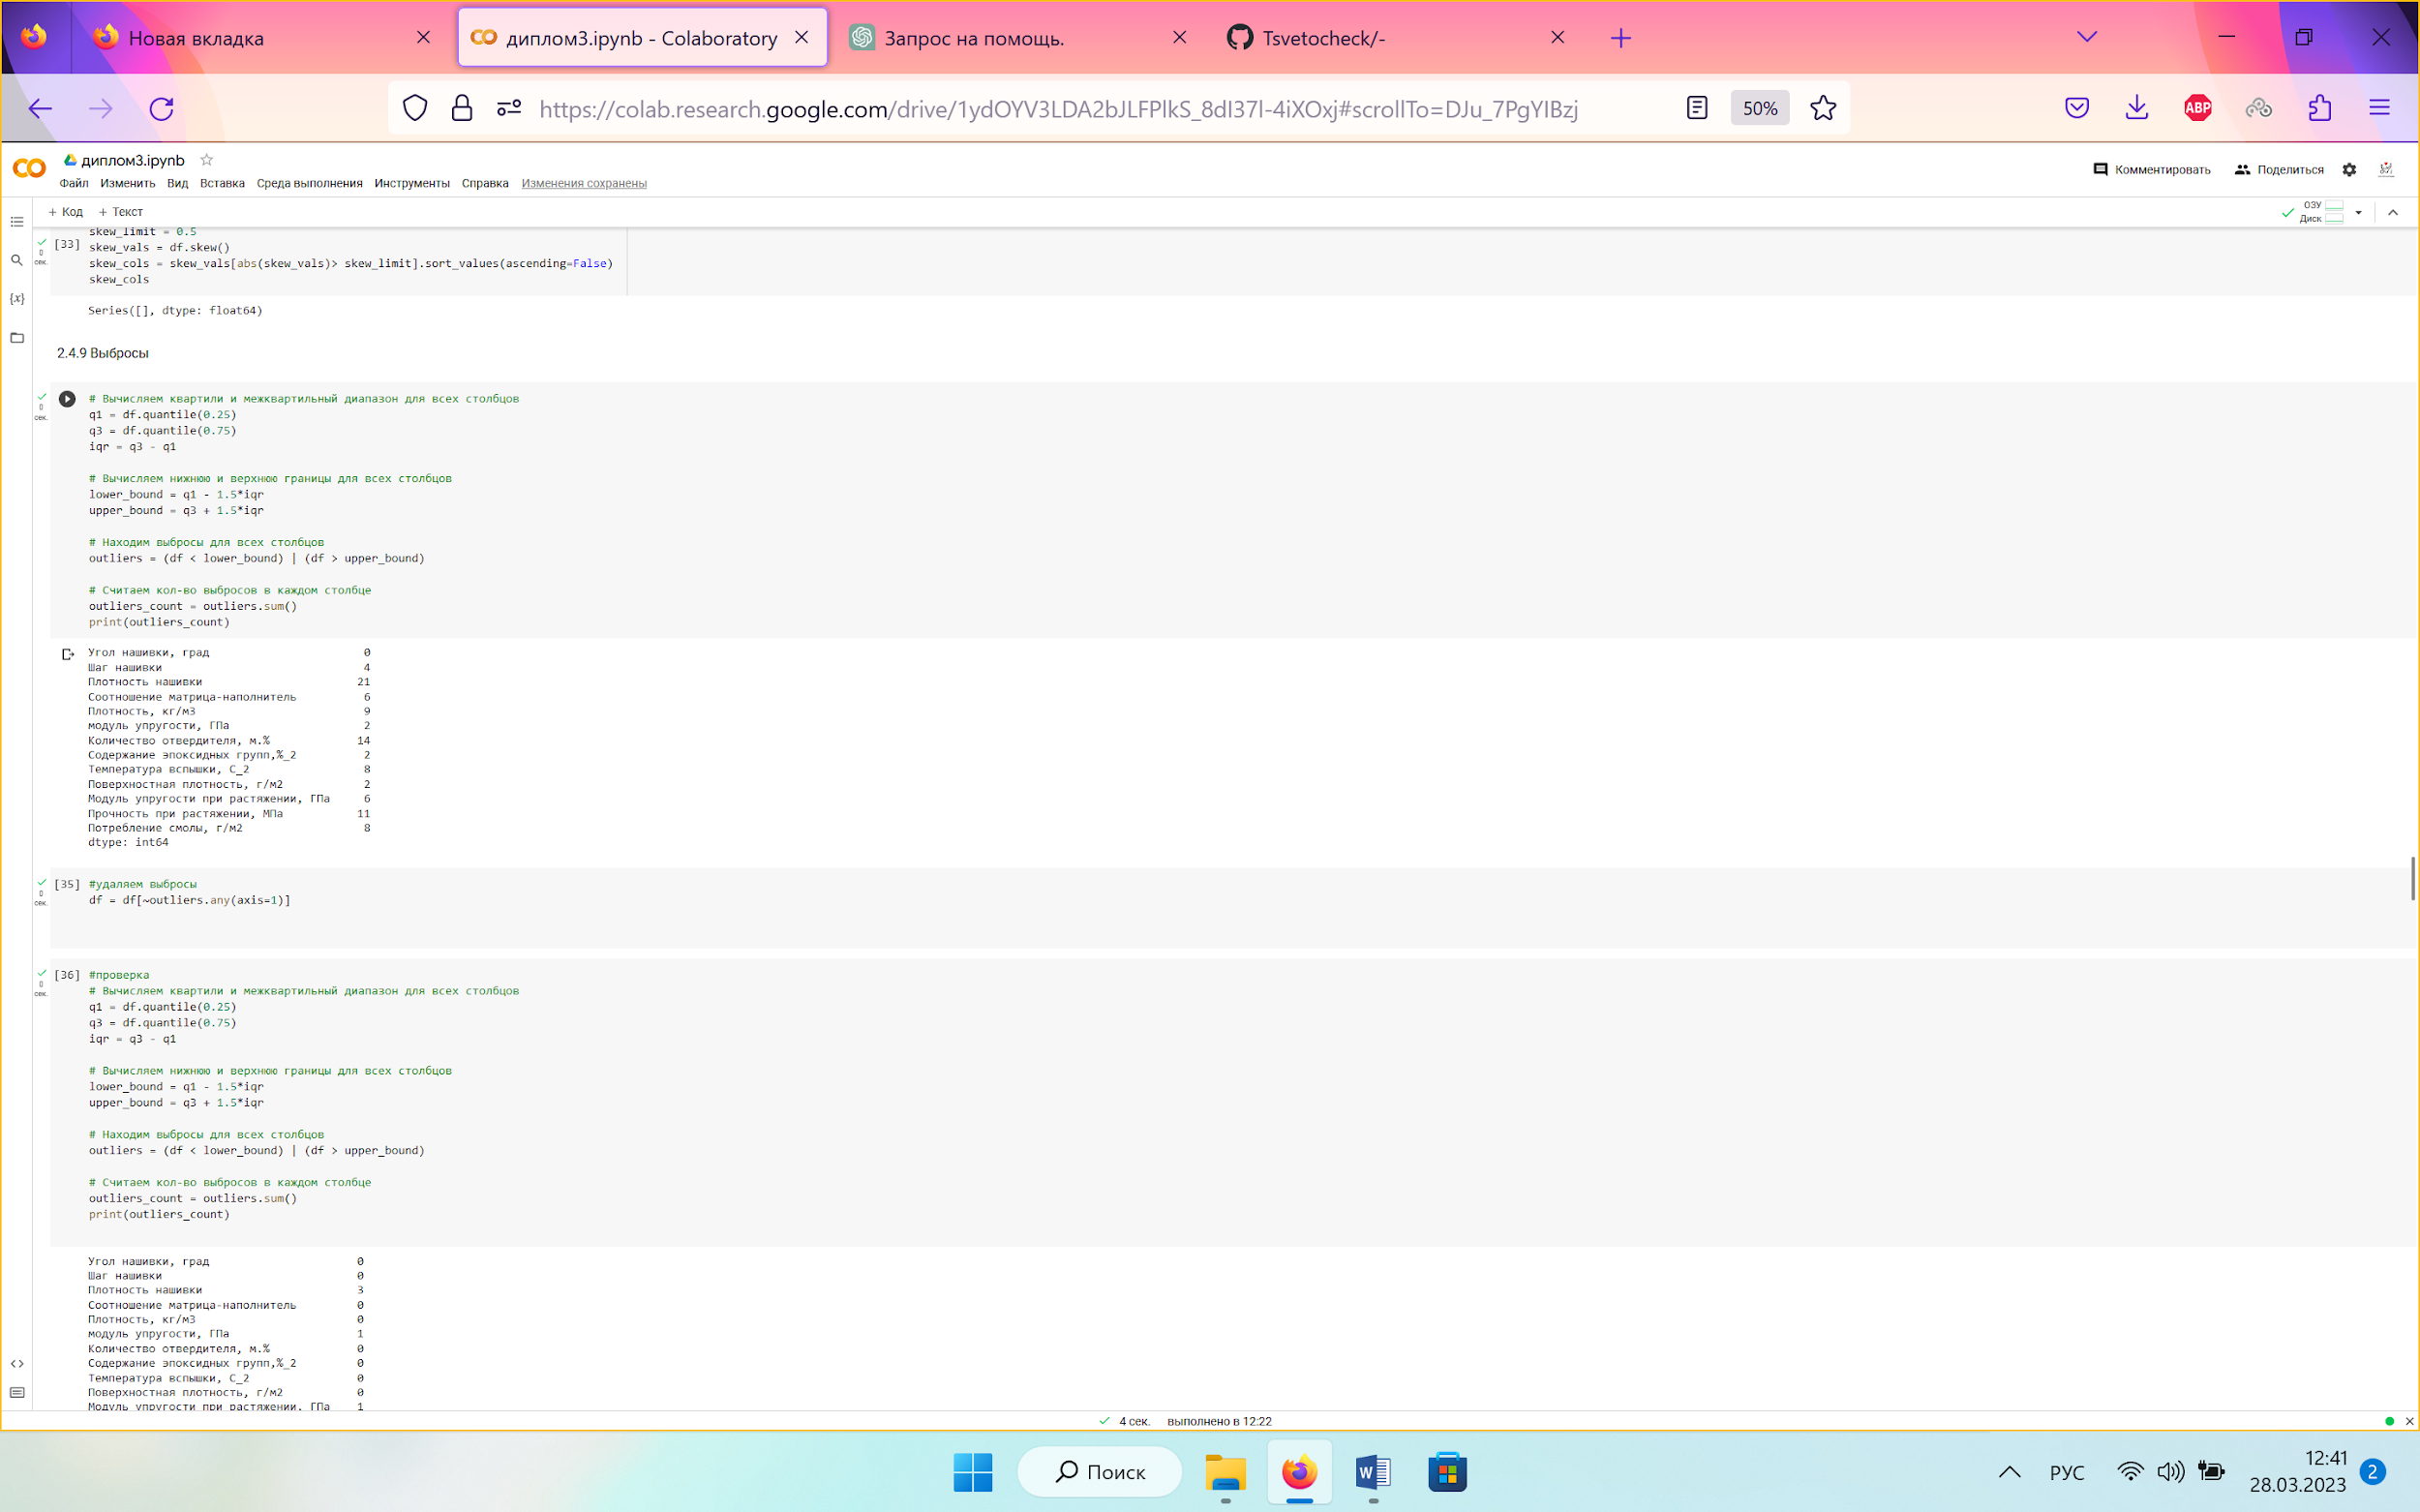 Новая вкладка
диплом3.ipynb - Colaboratory
Запрос на помощь.
Tsvetocheck/-
https://colab.research.google.com/drive/1ydOYV3LDA2bJLFPlkS_8dI37l-4iXOxj#scrollTo=DJu_7PgYIBzj
50%
ABP
диплом3.ipynb
Файл Изменить Вид Вставка Среда выполнения Инструменты Справка Изменения сохранены
Комментировать
Поделиться
+ Код + Текст
ОЗУ
Диск
skew_limit = 0.5
[33] skew_vals = df.skew()
skew_cols = skew_vals[abs(skew_vals)> skew_limit].sort_values(ascending=False)
skew_cols
0
сек.
Series([], dtype: float64)
2.4.9 Выбросы
0
сек.
# Вычисляем квартили и межквартильный диапазон для всех столбцов
q1 = df.quantile(0.25)
q3 = df.quantile(0.75)
iqr = q3 - q1
# Вычисляем нижнюю и верхнюю границы для всех столбцов
lower_bound = q1 - 1.5*iqr
upper_bound = q3 + 1.5*iqr
# Находим выбросы для всех столбцов
outliers = (df < lower_bound) | (df > upper_bound)
# Считаем кол-во выбросов в каждом столбце
outliers_count = outliers.sum()
print(outliers_count)
Угол нашивки, град 0
Шаг нашивки 4
Плотность нашивки 21
Соотношение матрица-наполнитель 6
Плотность, кг/м3 9
модуль упругости, ГПа 2
Количество отвердителя, м.% 14
Содержание эпоксидных групп,%_2 2
Температура вспышки, С_2 8
Поверхностная плотность, г/м2 2
Модуль упругости при растяжении, ГПа 6
Прочность при растяжении, МПа 11
Потребление смолы, г/м2 8
dtype: int64
0
сек.
[35] #удаляем выбросы
df = df[~outliers.any(axis=1)]
0
сек.
[36] #проверка
# Вычисляем квартили и межквартильный диапазон для всех столбцов
q1 = df.quantile(0.25)
q3 = df.quantile(0.75)
iqr = q3 - q1
# Вычисляем нижнюю и верхнюю границы для всех столбцов
lower_bound = q1 - 1.5*iqr
upper_bound = q3 + 1.5*iqr
# Находим выбросы для всех столбцов
outliers = (df < lower_bound) | (df > upper_bound)
# Считаем кол-во выбросов в каждом столбце
outliers_count = outliers.sum()
print(outliers_count)
Угол нашивки, град 0
Шаг нашивки 0
Плотность нашивки 3
Соотношение матрица-наполнитель 0
Плотность, кг/м3 0
модуль упругости, ГПа 1
Количество отвердителя, м.% 0
Содержание эпоксидных групп,%_2 0
Температура вспышки, С_2 0
Поверхностная плотность, г/м2 0
Модуль упругости при растяжении, ГПа 1
4 сек. выполнено в 12:22
Поиск
РУС
12:41
28.03.2023
2